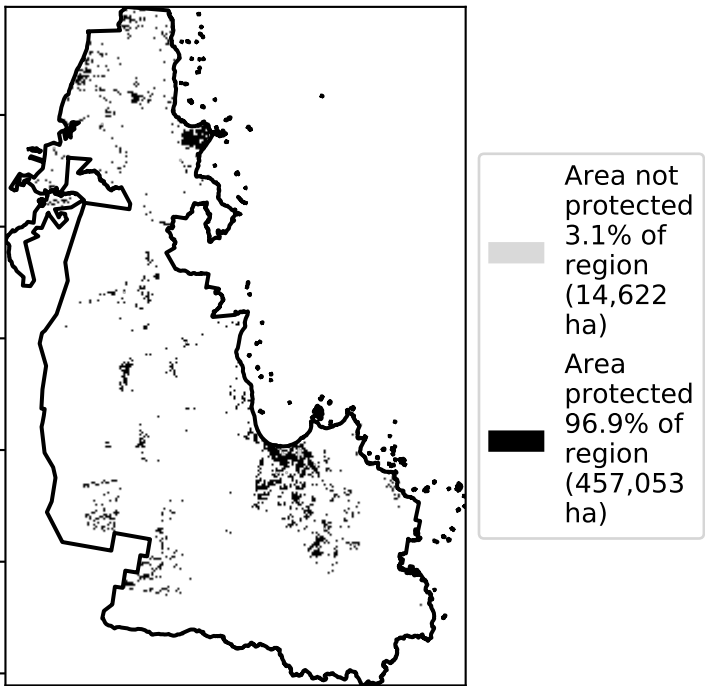 Area not
protected
3.1% of
region
(14,622
ha)
Area
protected
96.9% of
region
(457,053
ha)